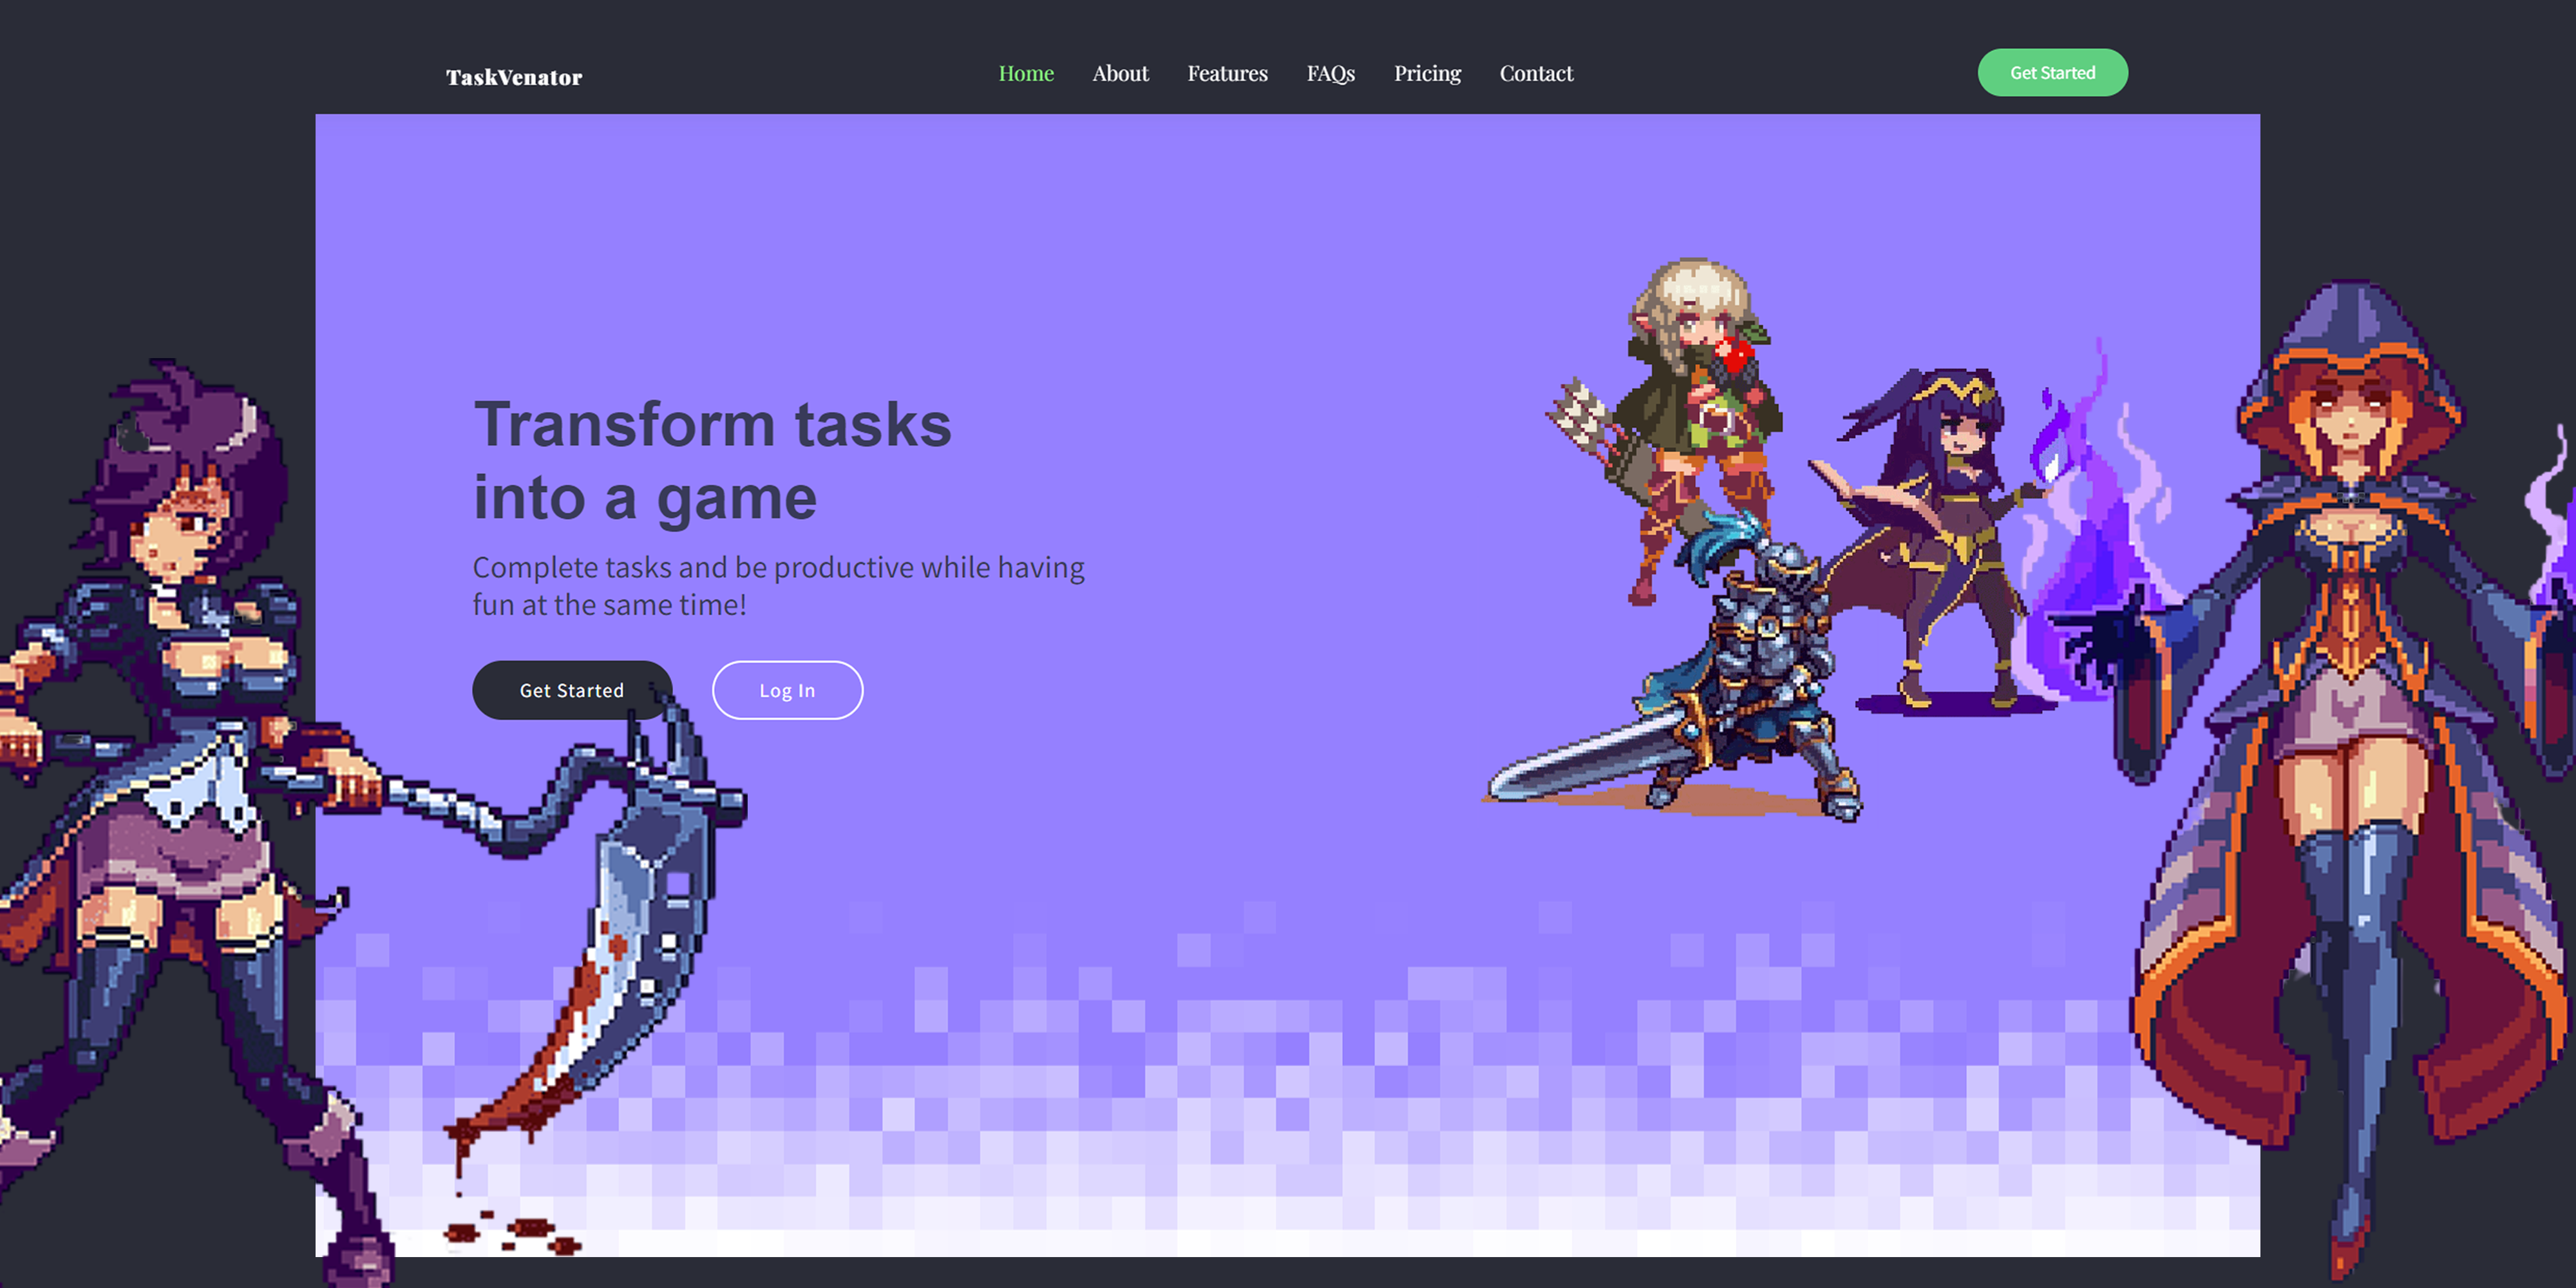 TaskVenator
Home About Features FAQs Pricing Contact
Get Started
Transform tasks
into a game
Complete tasks and be productive while having
fun at the same time!
Get Started Log In